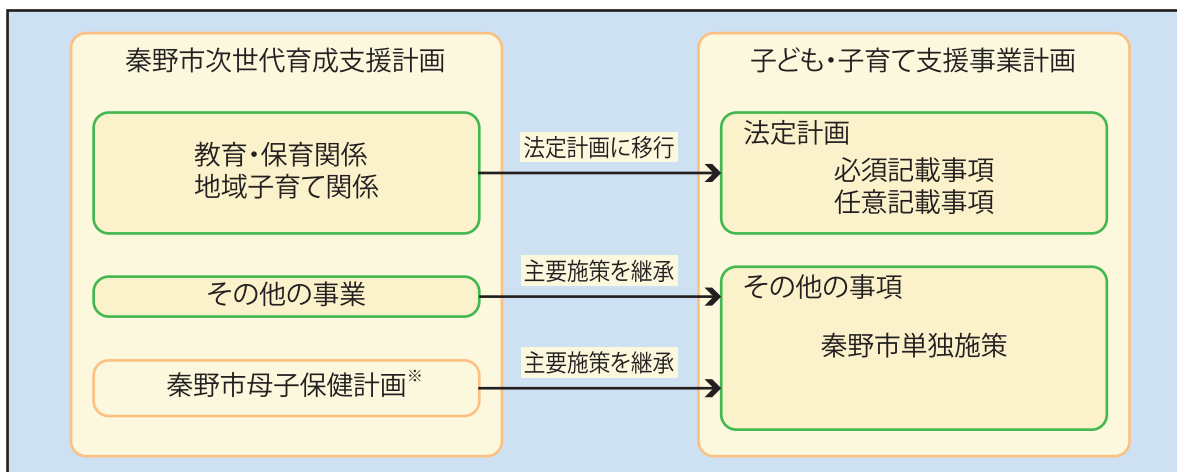 秦野市次世代育成支援計画
教育・保育関係
地域子育て関係
その他の事業
秦野市母子保健計画※
法定計画に移行
主要施策を継承
主要施策を継承
子ども・子育て支援事業計画
法定計画
必須記載事項
任意記載事項
その他の事項
秦野市単独施策